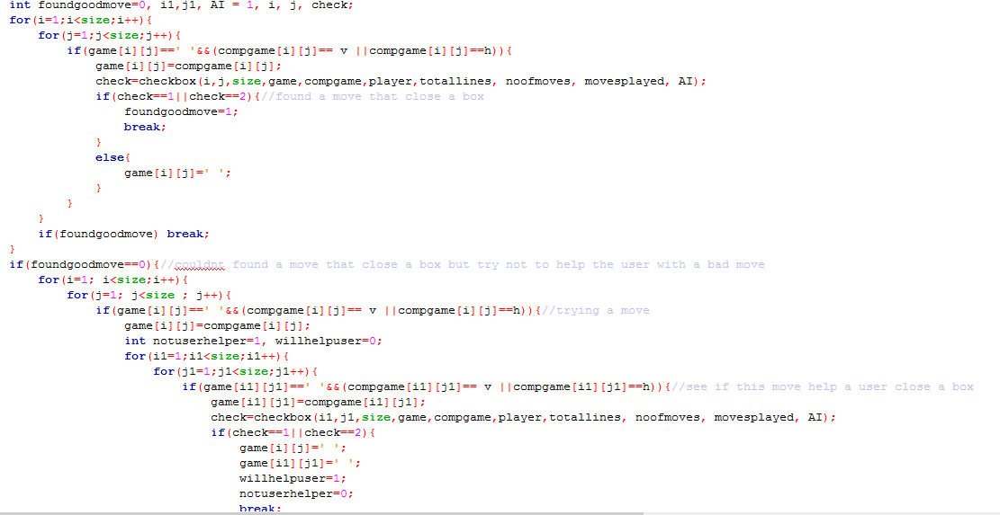 int foundgoodmove=0, i1,j1, AI = 1, i, j, check;
for(i=1;i<size;i++){
    for(j=1;j<size;j++){
        if(game[i][j]==' '&&(compgame[i][j]== v ||compgame[i][j]==h)){
            game[i][j]=compgame[i][j];
            check=checkbox(i,j,size,game,compgame,player,totallines, noofmoves, movesplayed, AI);
            if(check==1||check==2){//found a move that close a box
                foundgoodmove=1;
                break;
            }
            else{
                game[i][j]=' ';
            }
        }
    }
    if(foundgoodmove) break;
}
if(foundgoodmove==0){//couldnt found a move that close a box but try not to help the user with a bad move
    for(i=1; i<size;i++){
        for(j=1; j<size ; j++){
            if(game[i][j]==' '&&(compgame[i][j]== v ||compgame[i][j]==h)){//trying a move
                game[i][j]=compgame[i][j];
                int notuserhelper=1, willhelpuser=0;
                for(i1=1;i1<size;i1++){
                    for(j1=1;j1<size;j1++){
                        if(game[i1][j1]==' '&&(compgame[i1][j1]== v ||compgame[i1][j1]==h)){//see if this move help a user close a box
                            game[i1][j1]=compgame[i1][j1];
                            check=checkbox(i1,j1,size,game,compgame,player,totallines, noofmoves, movesplayed, AI);
                            if(check==1||check==2){
                                game[i][j]=' ';
                                game[i1][j1]=' ';
                                willhelpuser=1;
                                notuserhelper=0;
                                break;